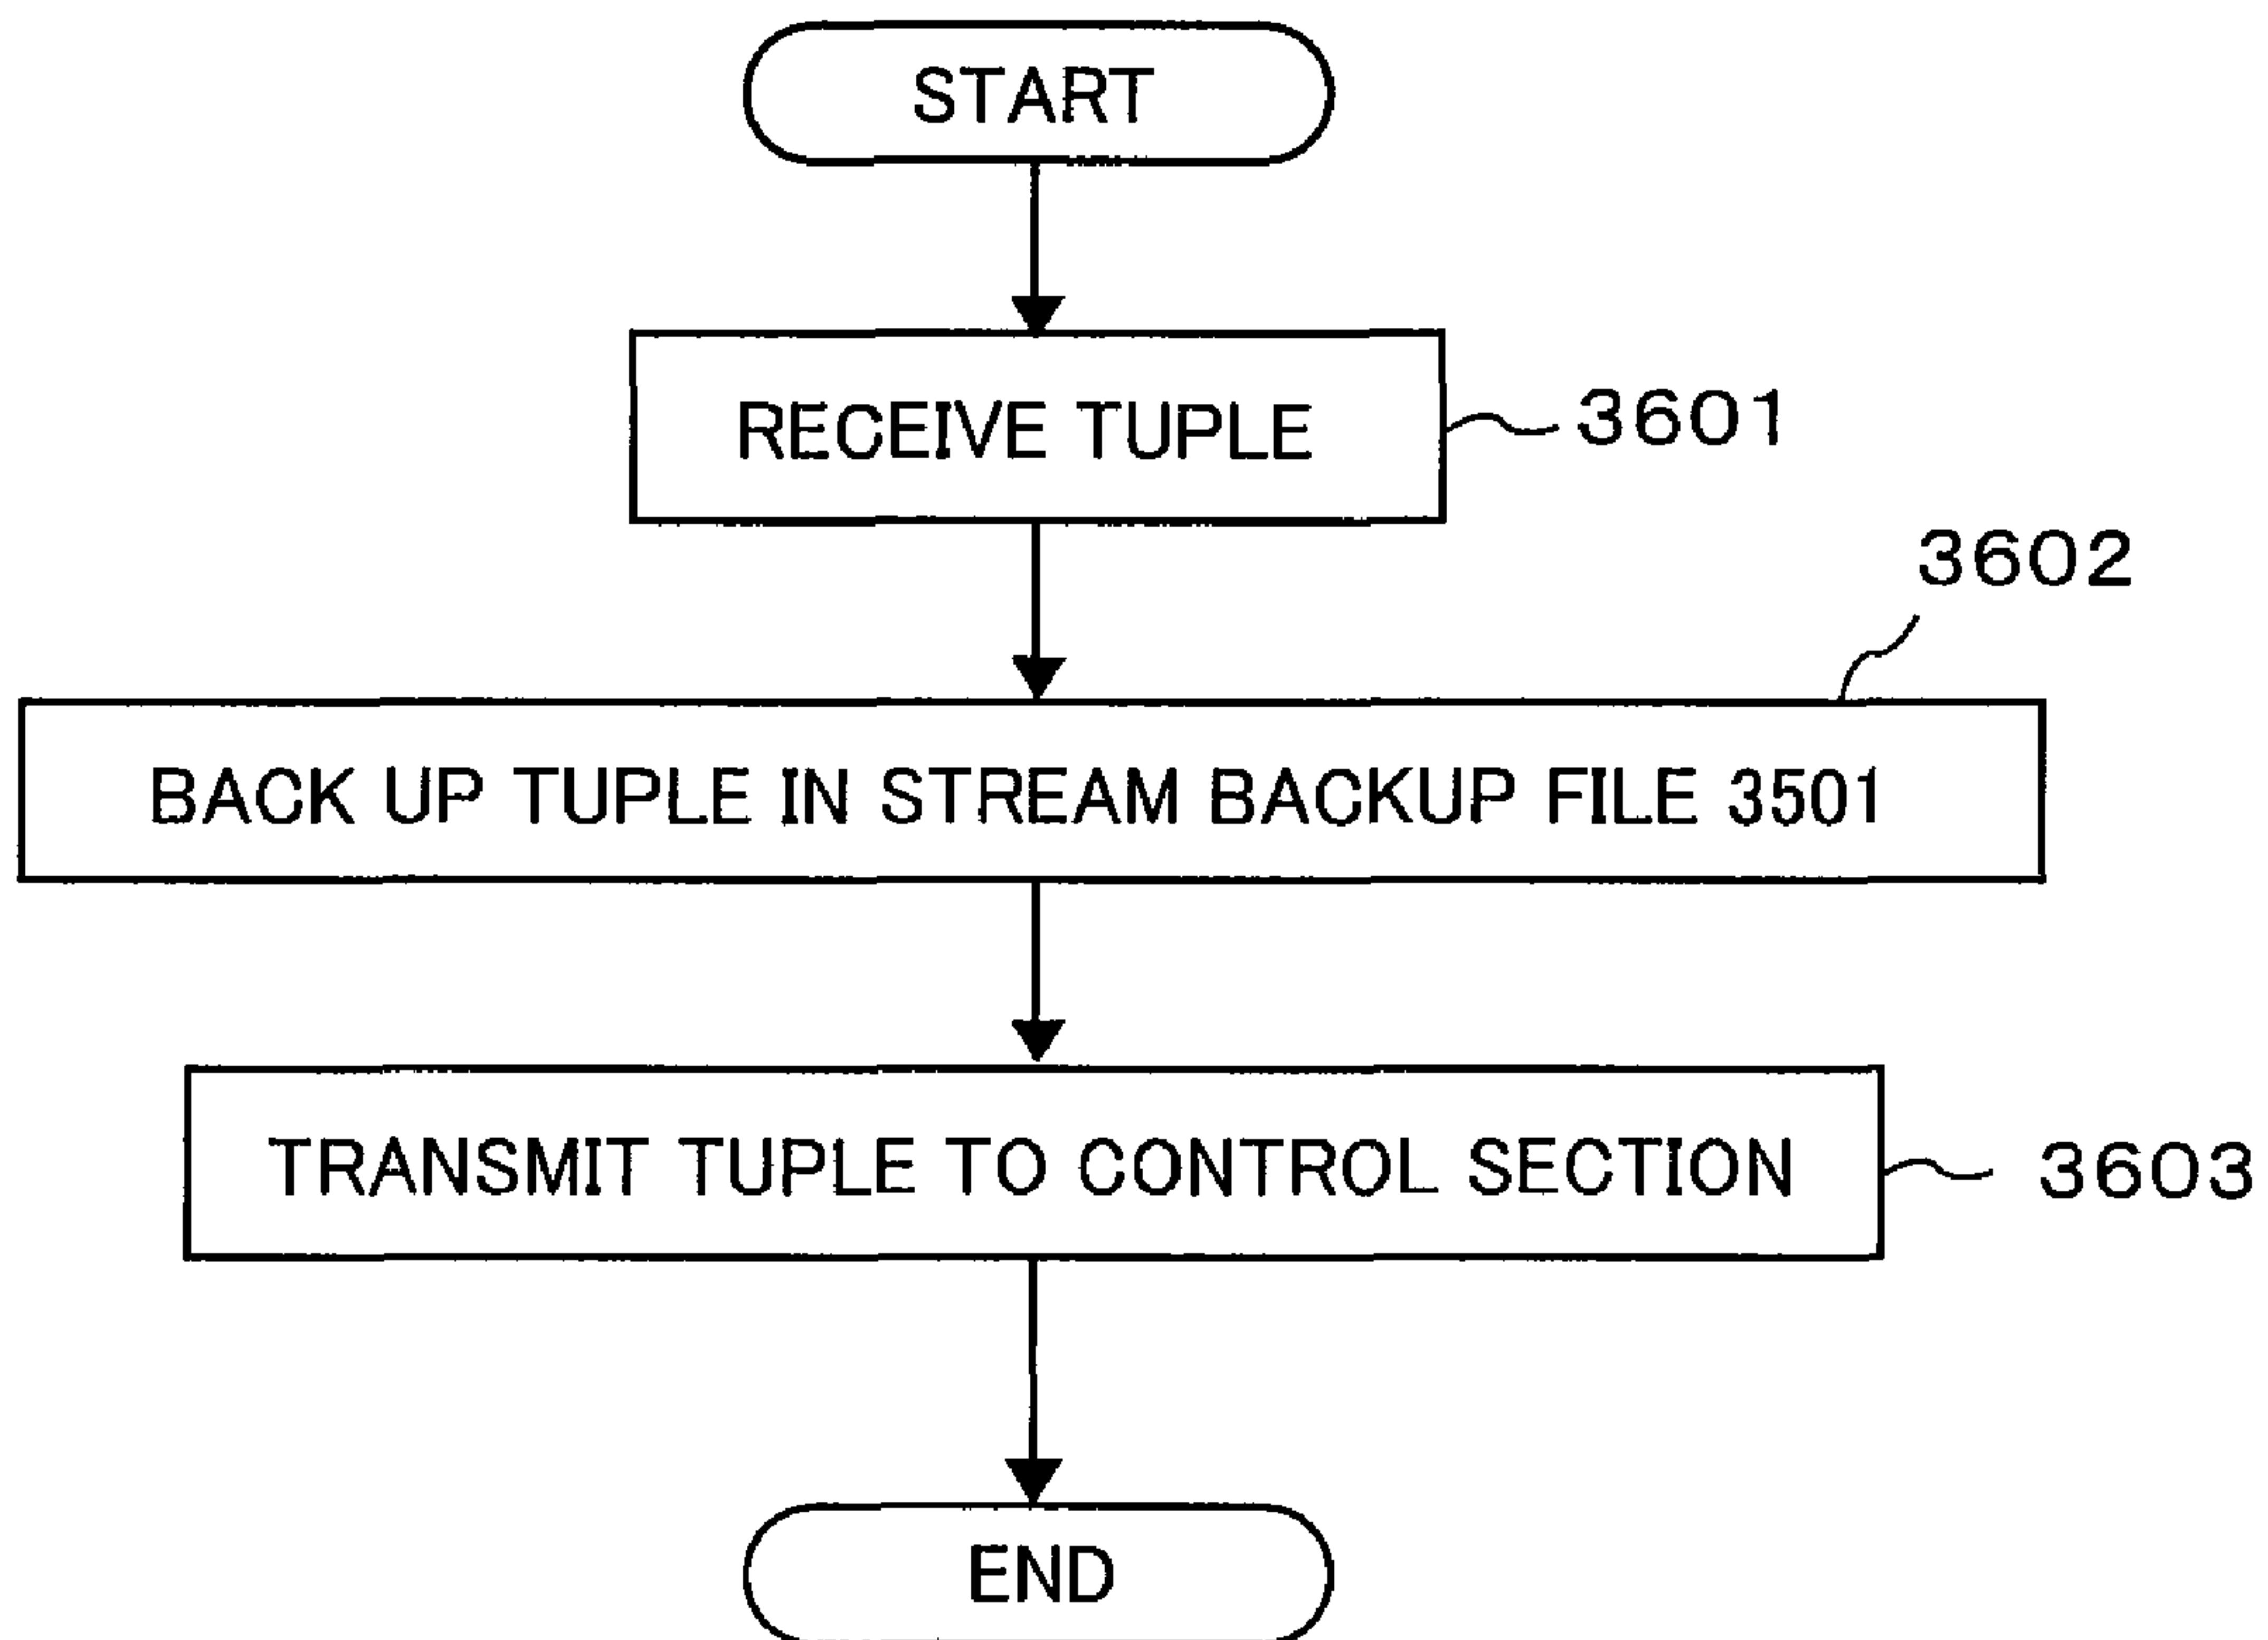 START
RECEIVE TUPLE
3601
3602
BACK UP TUPLE IN STREAM BACKUP FILE 3501
TRANSMIT TUPLE TO CONTROL SECTION
3603
END